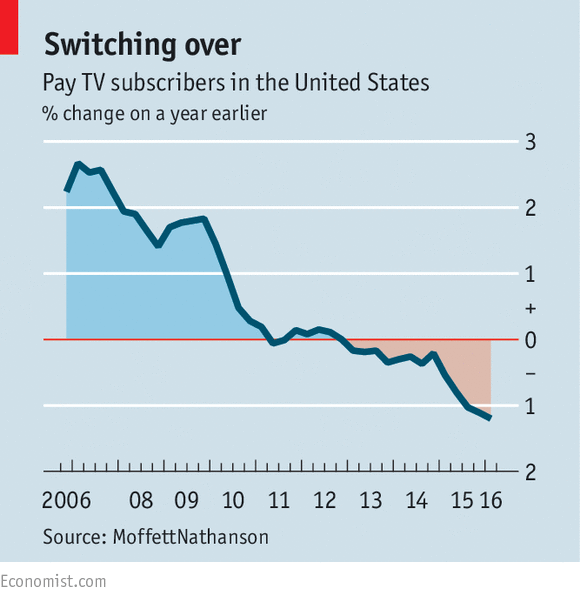 Switching over
Pay TV subscribers in the United States
% change on a year earlier
3
2
1
+
0
–
1
2
2006 08 09 10 11 12 13 14 15 16
Source: MoffettNathanson
Economist.com